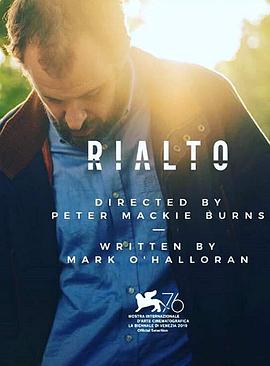 RIALTO
DIRECTED BY
PETER MACKIE BURNS
—
WRITTEN BY
MARK O'HALLORAN
76
MOSTRA INTERNAZIONALE
D'ARTE CINEMATOGRAFICA
LA BIENNALE DI VENEZIA 2019
Official Selection